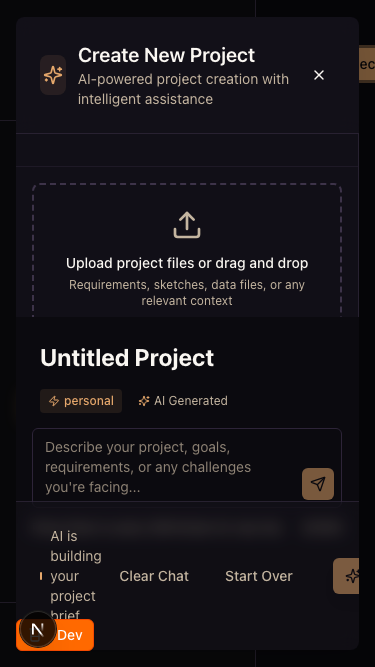 Create New Project
AI-powered project creation with
intelligent assistance
ec
Upload project files or drag and drop
Requirements, sketches, data files, or any
relevant context
Untitled Project
personal
AI Generated
Describe your project, goals,
requirements, or any challenges
you're facing...
AI is
building
your
project
brief
Clear Chat
Start Over
N
Dev